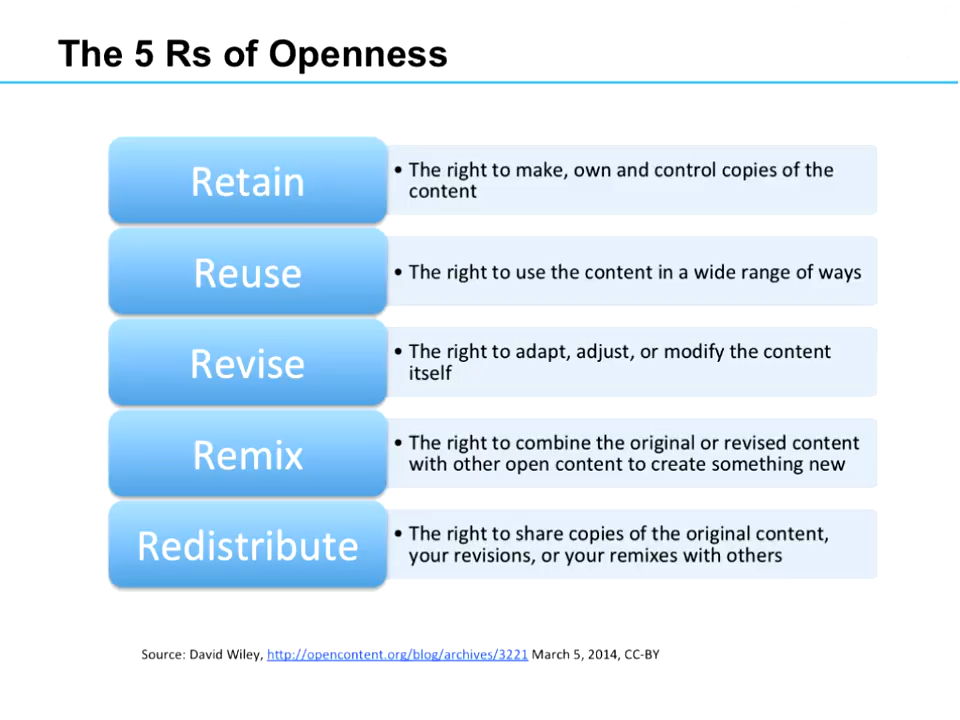 The 5 Rs of Openness
Retain
• The right to make, own and control copies of the
content
Reuse
• The right to use the content in a wide range of ways
Revise
• The right to adapt, adjust, or modify the content
itself
Remix
• The right to combine the original or revised content
with other open content to create something new
Redistribute
• The right to share copies of the original content,
your revisions, or your remixes with others
Source: David Wiley, http://opencontent.org/blog/archives/3221 March 5, 2014, CC-BY